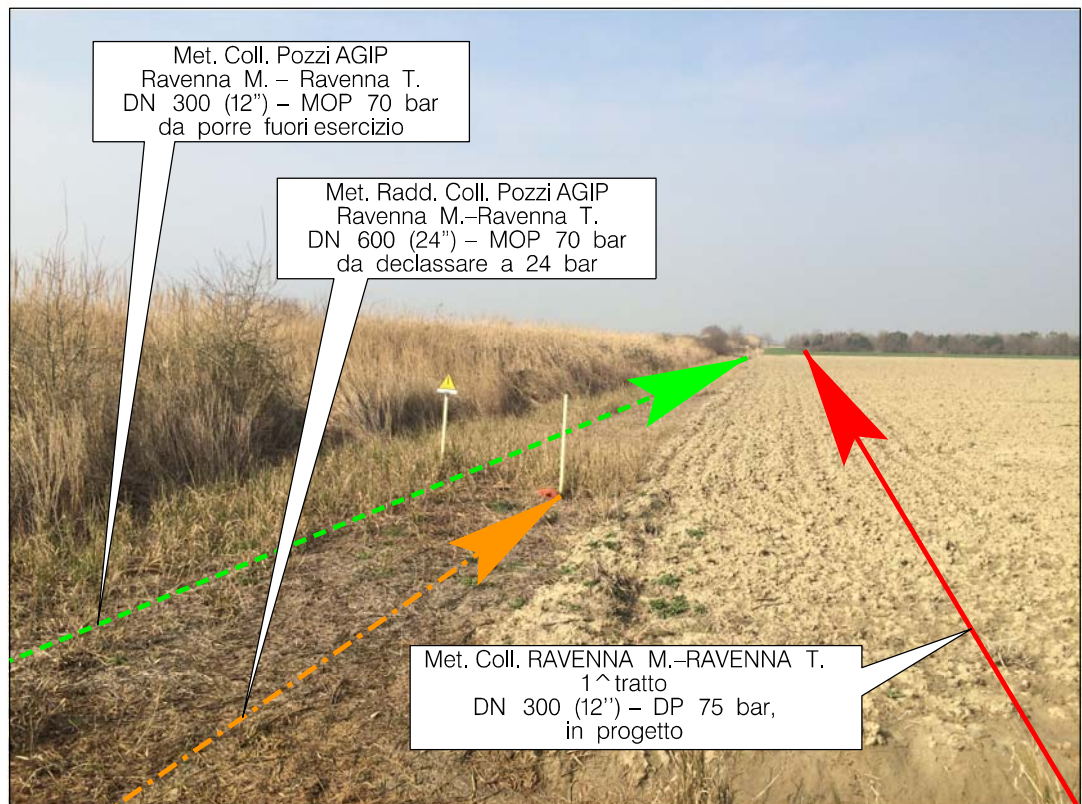 Met. Coll. Pozzi AGIP
Ravenna M. – Ravenna T.
DN 300 (12") – MOP 70 bar
da porre fuori esercizio
Met. Radd. Coll. Pozzi AGIP
Ravenna M.–Ravenna T.
DN 600 (24") – MOP 70 bar
da declassare a 24 bar
Met. Coll. RAVENNA M.–RAVENNA T.
1^ tratto
DN 300 (12'') – DP 75 bar,
in progetto